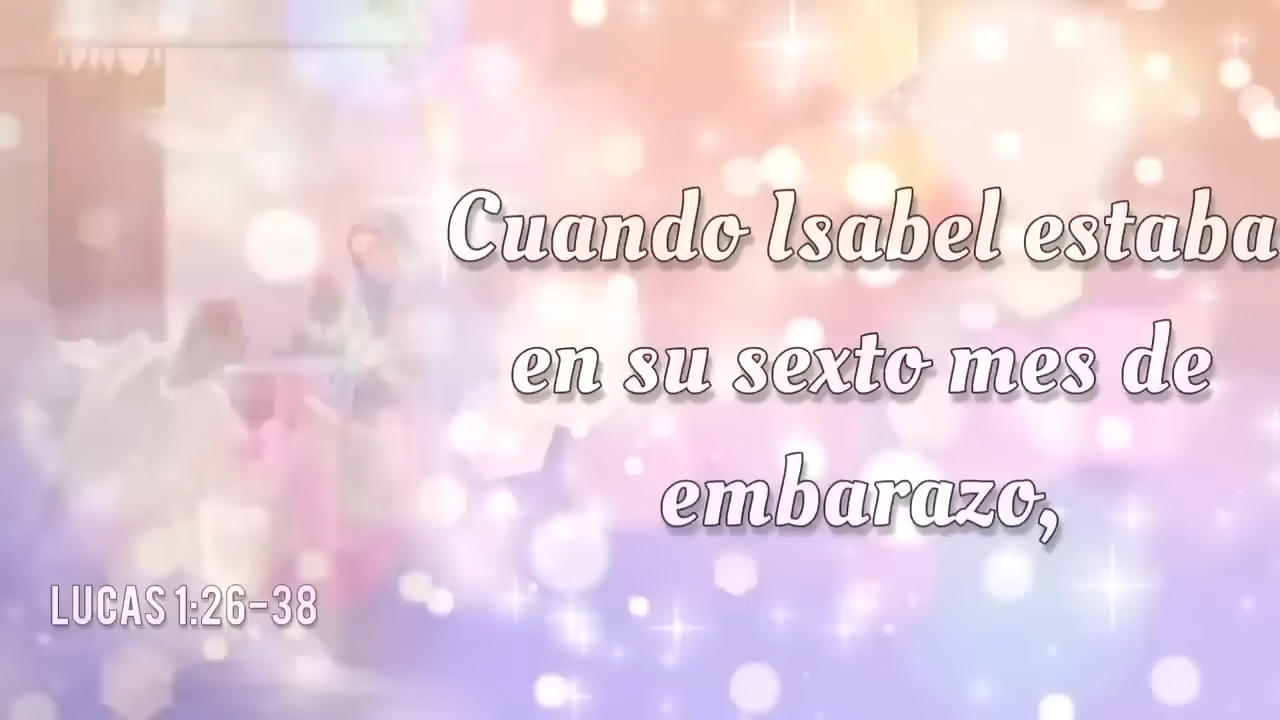 Cuando Isabel estaba
en su sexto mes de
embarazo,
LUCAS 1:26-38